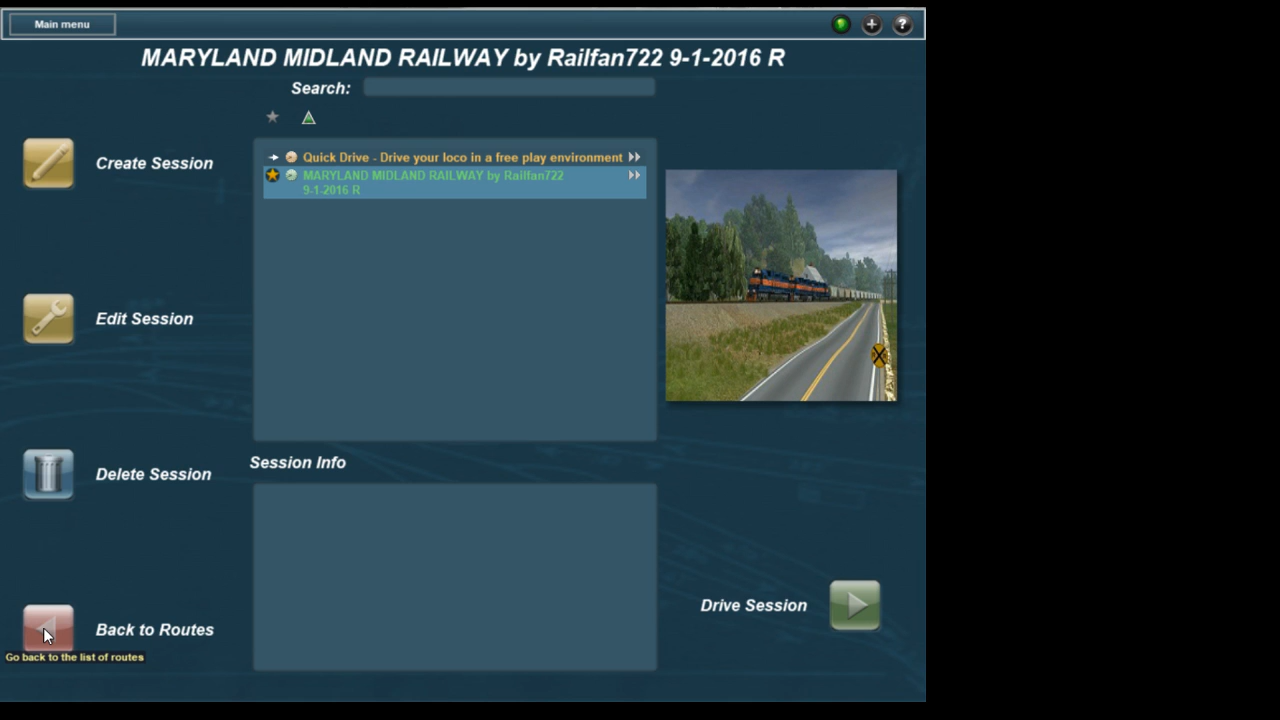 Main menu
MARYLAND MIDLAND RAILWAY by Railfan722 9-1-2016 R
Search:
Create Session
Quick Drive - Drive your loco in a free play environment
MARYLAND MIDLAND RAILWAY by Railfan722
9-1-2016 R
Edit Session
Session Info
Delete Session
Drive Session
Back to Routes
Go back to the list of routes